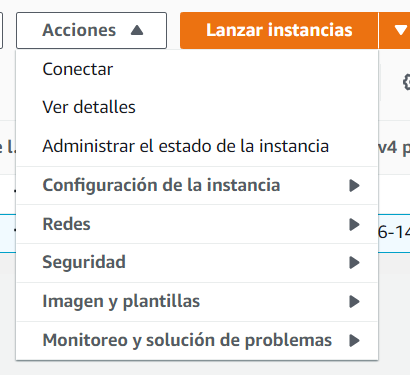 Acciones
Lanzar instancias
Conectar
Ver detalles
Administrar el estado de la instancia
v4 p
Configuración de la instancia
Redes
6-14
Seguridad
Imagen y plantillas
Monitoreo y solución de problemas